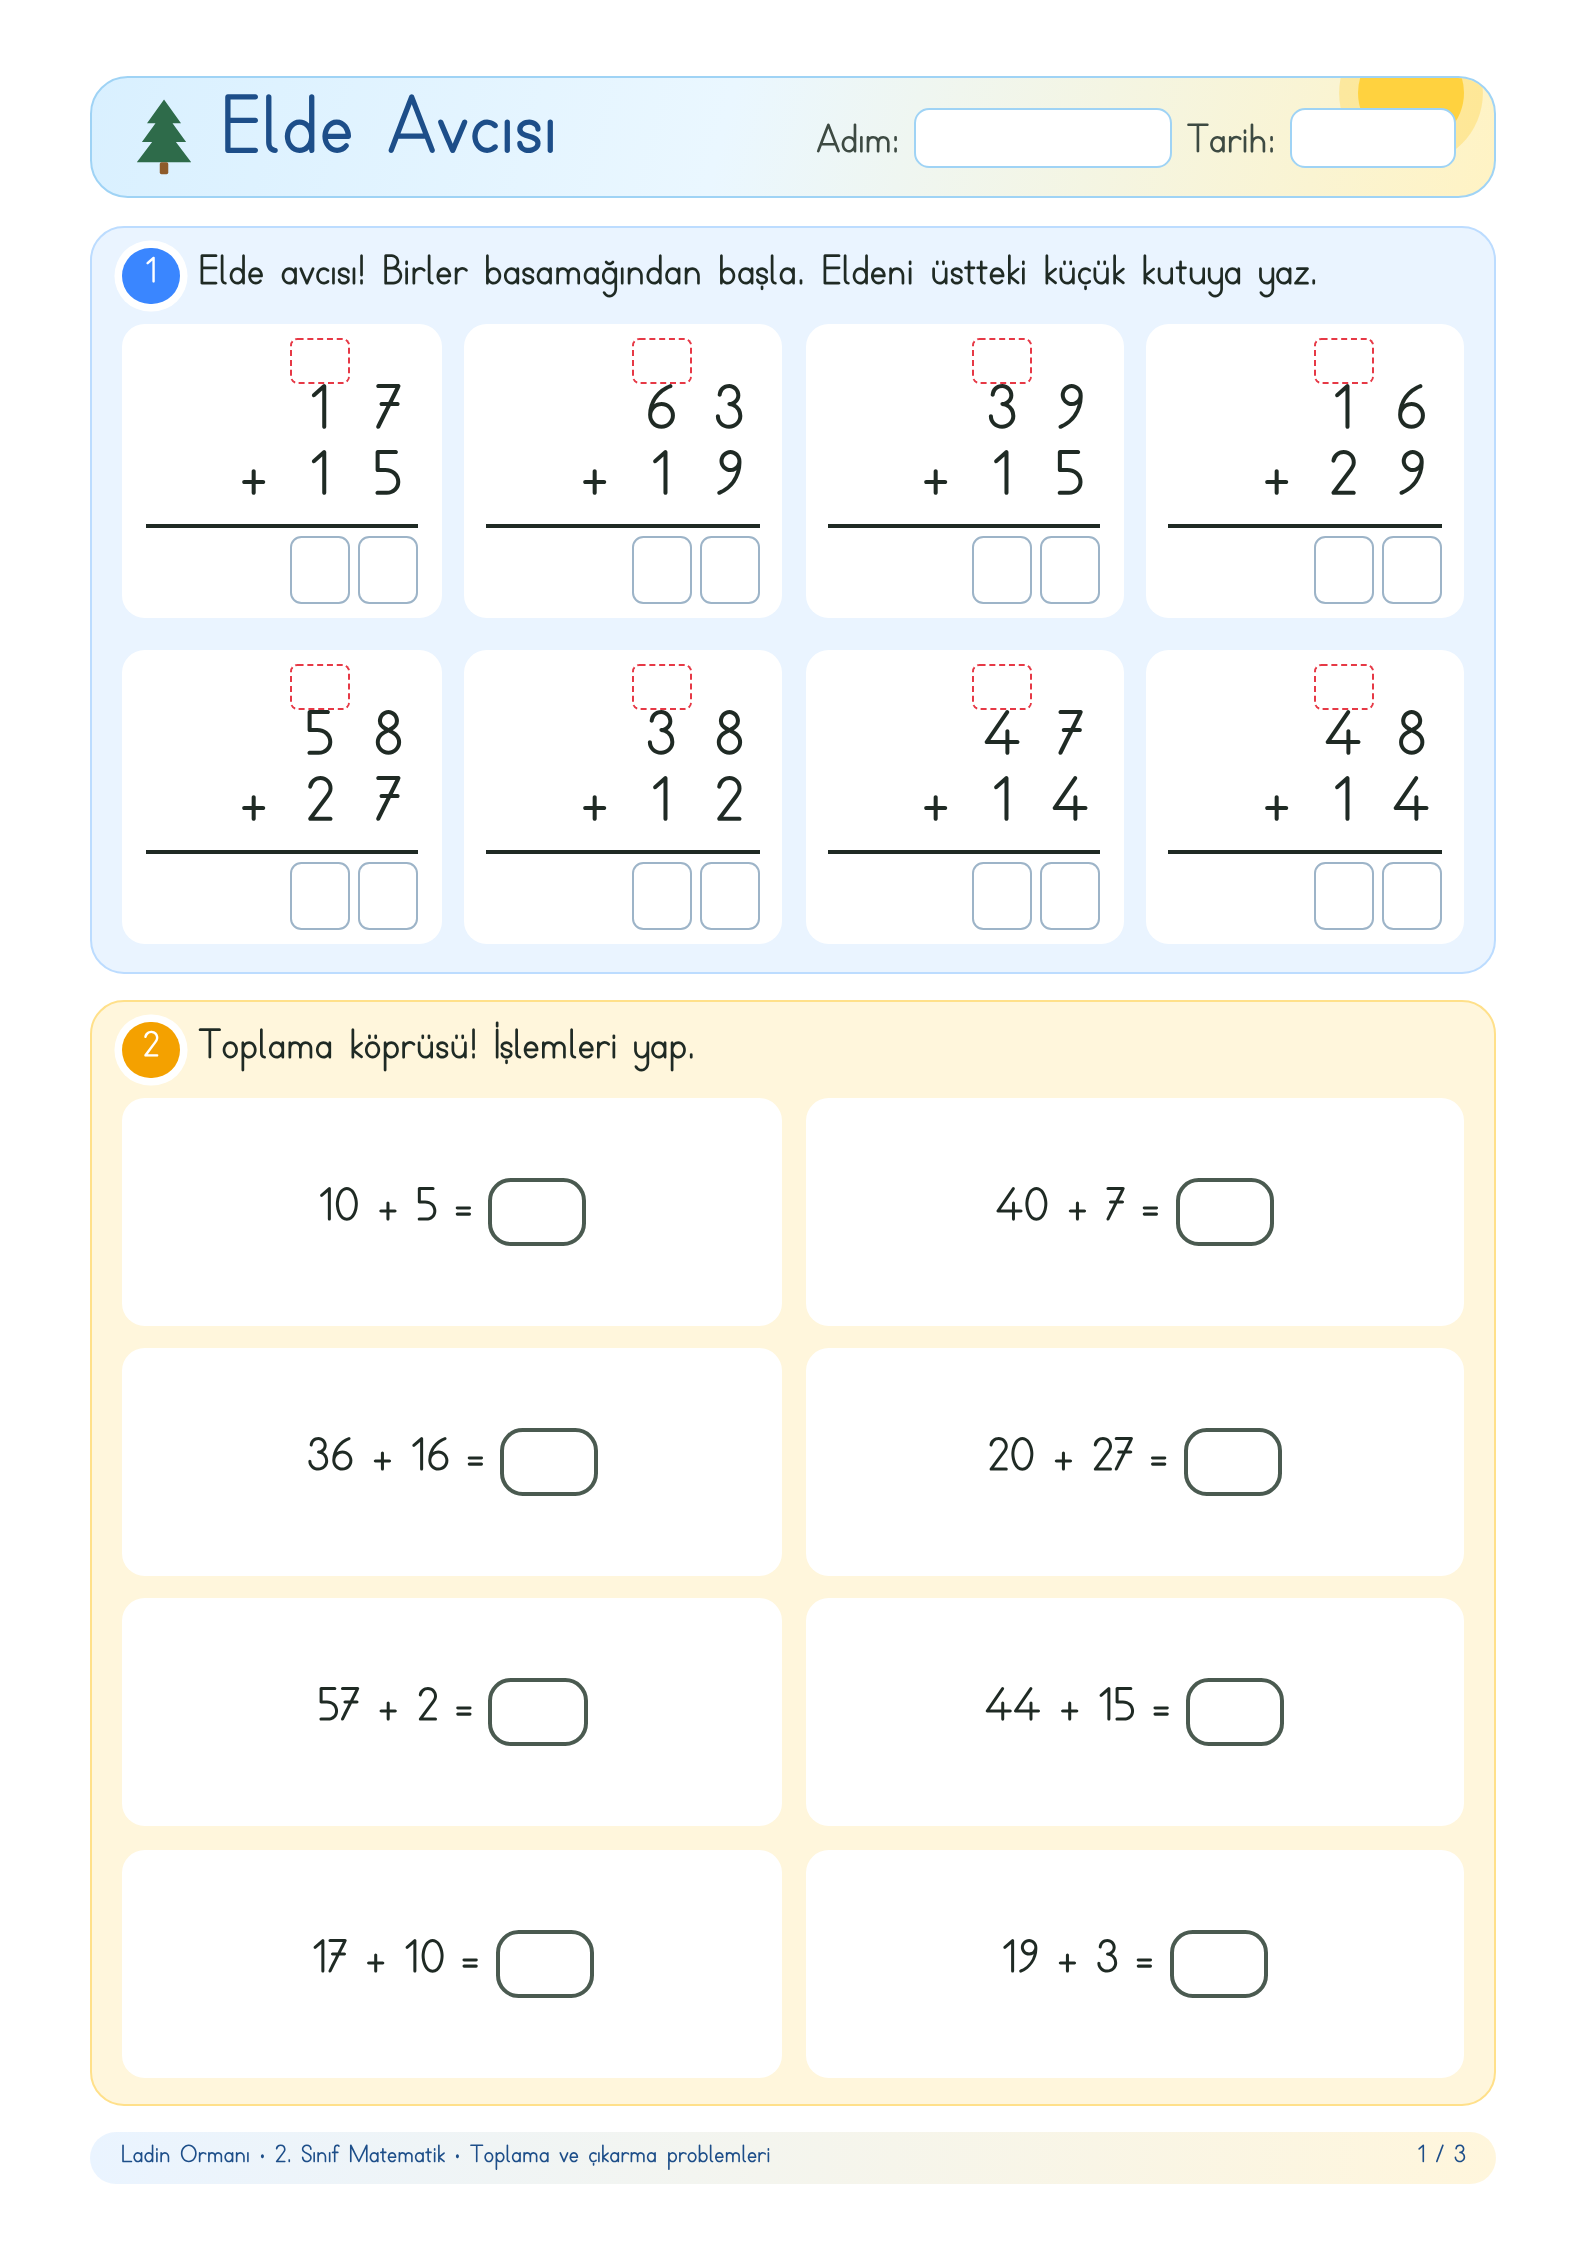 Elde Avcısı
Adım:
Tarih:
1 Elde avcısı! Birler basamağından başla. Eldeni üstteki küçük kutuya yaz.
1 7
+ 1 5
6 3
+ 1 9
3 9
+ 1 5
1 6
+ 2 9
5 8
+ 2 7
3 8
+ 1 2
4 7
+ 1 4
4 8
+ 1 4
2 Toplama köprüsü! İşlemleri yap.
10 + 5 =
40 + 7 =
36 + 16 =
20 + 27 =
57 + 2 =
44 + 15 =
17 + 10 =
19 + 3 =
Ladin Ormanı • 2. Sınıf Matematik • Toplama ve çıkarma problemleri
1 / 3